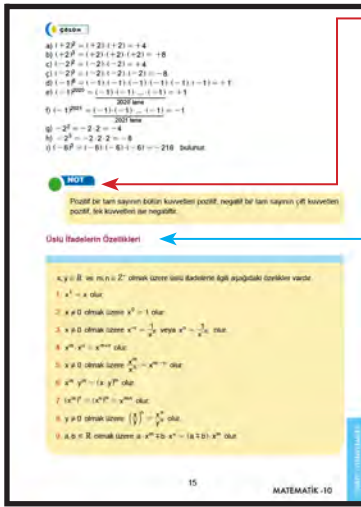 ÇÖZÜM
a) (+2)² = (+2)·(+2) = +4
b) (+2)³ = (+2)·(+2)·(+2) = +8
c) (−2)² = (−2)·(−2) = +4
ç) (−2)³ = (−2)·(−2)·(−2) = −8
d) (−1)⁶ = (−1)·(−1)·(−1)·(−1)·(−1)·(−1) = +1
e) (−1)²⁰²⁰ = (−1)·(−1)· ... ·(−1) = +1
2020 tane
f) (−1)²⁰²¹ = (−1)·(−1)· ... ·(−1) = −1
2021 tane
g) −2² = −2·2 = −4
h) −2³ = −2·2·2 = −8
ı) (−6)³ = (−6)·(−6)·(−6) = −216 bulunur.
NOT
Pozitif bir tam sayının bütün kuvvetleri pozitif, negatif bir tam sayının çift kuvvetleri
pozitif, tek kuvvetleri ise negatiftir.
Üslü İfadelerin Özellikleri
x, y ∈ R ve m, n ∈ Z⁺ olmak üzere üslü ifadelerle ilgili aşağıdaki özelikler vardır.
1. x¹ = x olur.
2. x ≠ 0 olmak üzere x⁰ = 1 olur.
3. x ≠ 0 olmak üzere x⁻ⁿ = 1/xⁿ veya xⁿ = 1/x⁻ⁿ olur.
4. xᵐ · xⁿ = xᵐ⁺ⁿ olur.
5. x ≠ 0 olmak üzere xᵐ/xⁿ = xᵐ⁻ⁿ olur.
6. xᵐ · yᵐ = (x · y)ᵐ olur.
7. (xᵐ)ⁿ = (xⁿ)ᵐ = xᵐ·ⁿ olur.
8. y ≠ 0 olmak üzere (x/y)ⁿ = xⁿ/yⁿ olur.
9. a, b ∈ R olmak üzere a · xᵐ ∓ b · xᵐ = (a ∓ b) · xᵐ olur.
15
MATEMATİK -10